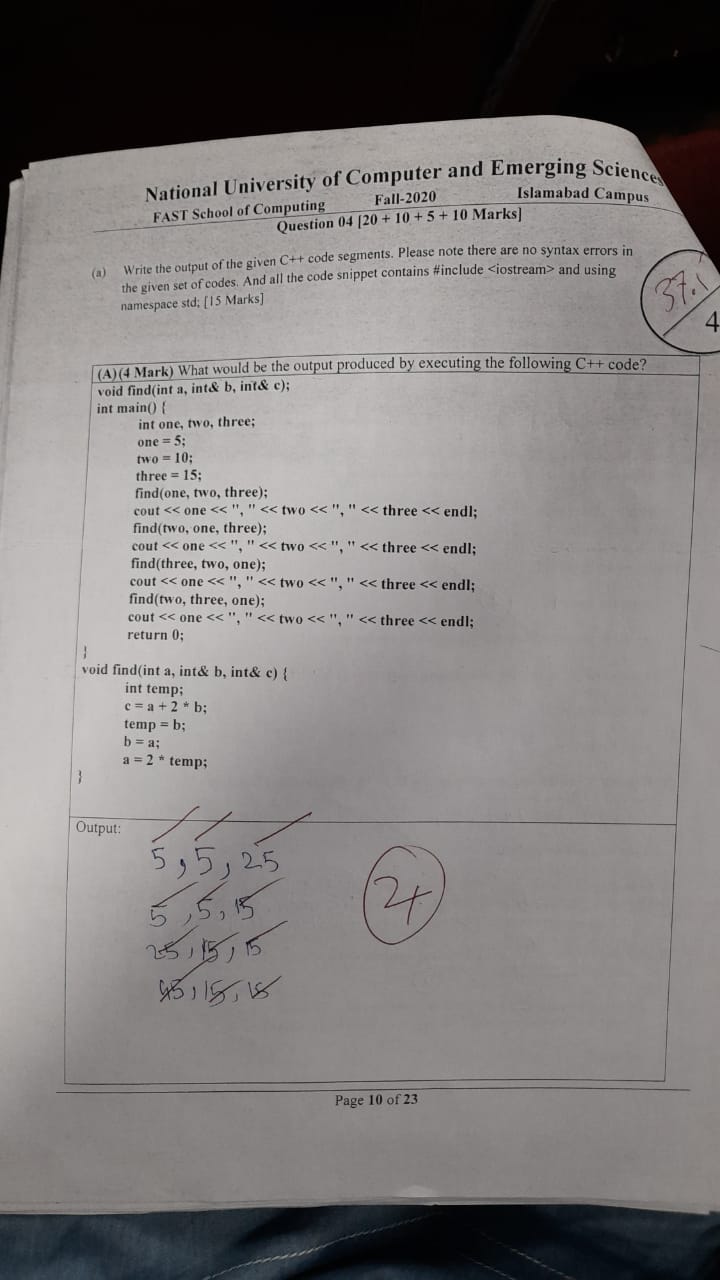 National University of Computer and Emerging Sciences
FAST School of Computing Fall-2020 Islamabad Campus
Question 04 [20 + 10 + 5 + 10 Marks]
(a) Write the output of the given C++ code segments. Please note there are no syntax errors in
the given set of codes. And all the code snippet contains #include <iostream> and using
namespace std; [15 Marks]
37.
4
(A)(4 Mark) What would be the output produced by executing the following C++ code?
void find(int a, int& b, int& c);
int main() {
int one, two, three;
one = 5;
two = 10;
three = 15;
find(one, two, three);
cout << one << ", " << two << ", " << three << endl;
find(two, one, three);
cout << one << ", " << two << ", " << three << endl;
find(three, two, one);
cout << one << ", " << two << ", " << three << endl;
find(two, three, one);
cout << one << ", " << two << ", " << three << endl;
return 0;
}
void find(int a, int& b, int& c) {
int temp;
c = a + 2 * b;
temp = b;
b = a;
a = 2 * temp;
}
Output:
5, 5, 25
5, 5, 15
25, 15, 15
45, 15, 15
Page 10 of 23